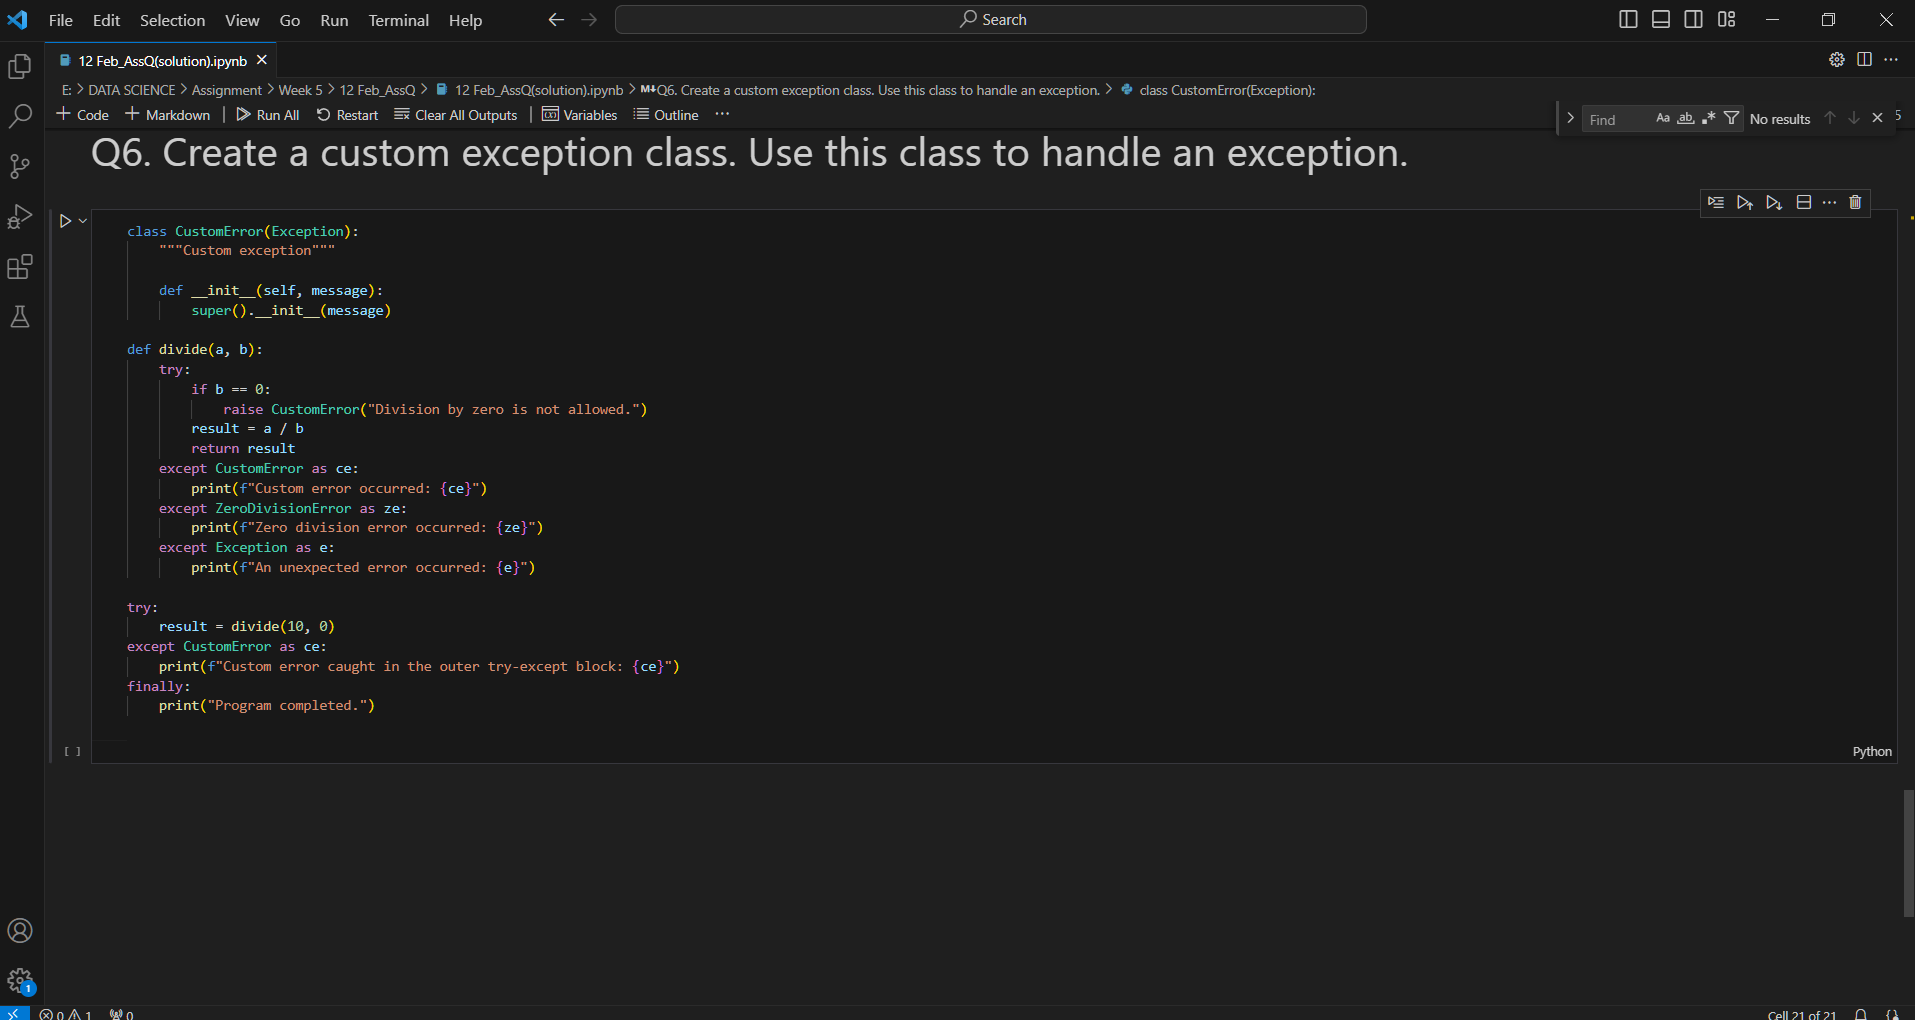 File Edit Selection View Go Run Terminal Help Search
12 Feb_AssQ(solution).ipynb
E: > DATA SCIENCE > Assignment > Week 5 > 12 Feb_AssQ > 12 Feb_AssQ(solution).ipynb > M↓Q6. Create a custom exception class. Use this class to handle an exception. > class CustomError(Exception):
+ Code + Markdown | Run All Restart Clear All Outputs | Variables Outline ...
Find Aa ab .* No results 5
Q6. Create a custom exception class. Use this class to handle an exception.
class CustomError(Exception):
    """Custom exception"""
    def __init__(self, message):
        super().__init__(message)
def divide(a, b):
    try:
        if b == 0:
            raise CustomError("Division by zero is not allowed.")
        result = a / b
        return result
    except CustomError as ce:
        print(f"Custom error occurred: {ce}")
    except ZeroDivisionError as ze:
        print(f"Zero division error occurred: {ze}")
    except Exception as e:
        print(f"An unexpected error occurred: {e}")
try:
    result = divide(10, 0)
except CustomError as ce:
    print(f"Custom error caught in the outer try-except block: {ce}")
finally:
    print("Program completed.")
[ ] Python
1
0 1 0 Cell 21 of 21